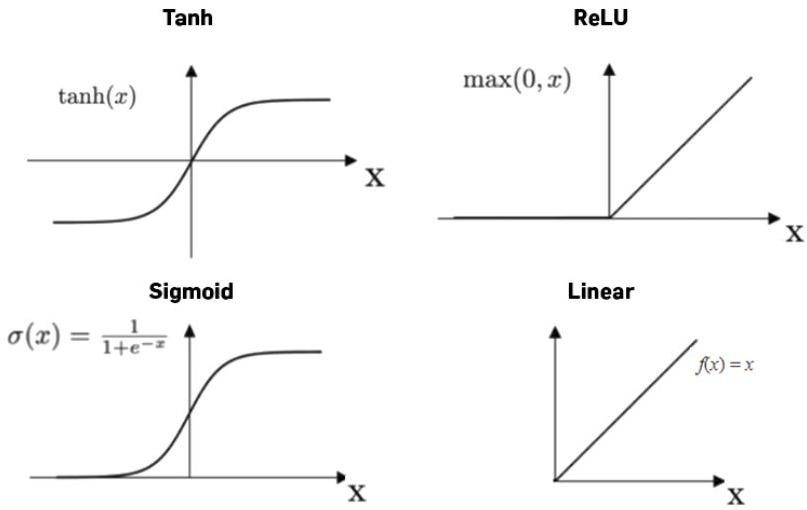 Tanh
tanh(x)
X
ReLU
max(0, x)
X
Sigmoid
σ(x) = 1/1+e^-x
X
Linear
f(x) = x
X